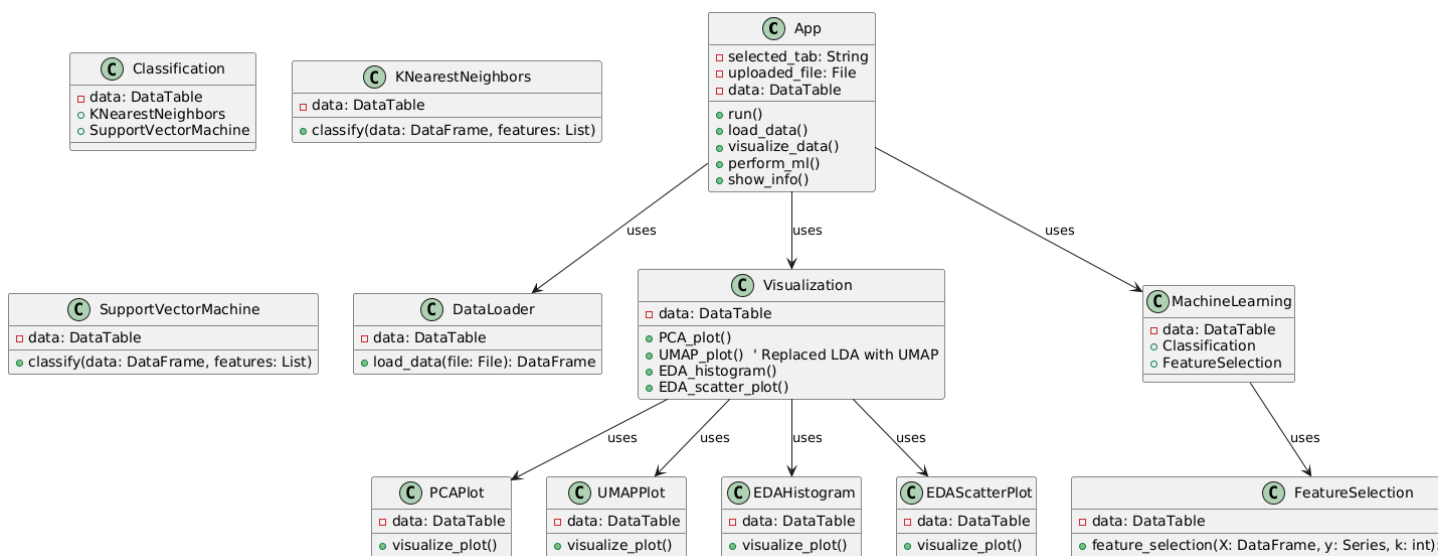 C App
selected_tab: String
uploaded_file: File
data: DataTable
run()
load_data()
visualize_data()
perform_ml()
show_info()
C Classification
data: DataTable
KNearestNeighbors
SupportVectorMachine
C KNearestNeighbors
data: DataTable
classify(data: DataFrame, features: List)
uses
uses
uses
C SupportVectorMachine
data: DataTable
classify(data: DataFrame, features: List)
C DataLoader
data: DataTable
load_data(file: File): DataFrame
C Visualization
data: DataTable
PCA_plot()
UMAP_plot() ' Replaced LDA with UMAP
EDA_histogram()
EDA_scatter_plot()
C MachineLearning
data: DataTable
Classification
FeatureSelection
uses
uses
uses
uses
uses
C PCAPlot
data: DataTable
visualize_plot()
C UMAPPlot
data: DataTable
visualize_plot()
C EDAHistogram
data: DataTable
visualize_plot()
C EDAScatterPlot
data: DataTable
visualize_plot()
C FeatureSelection
data: DataTable
feature_selection(X: DataFrame, y: Series, k: int):